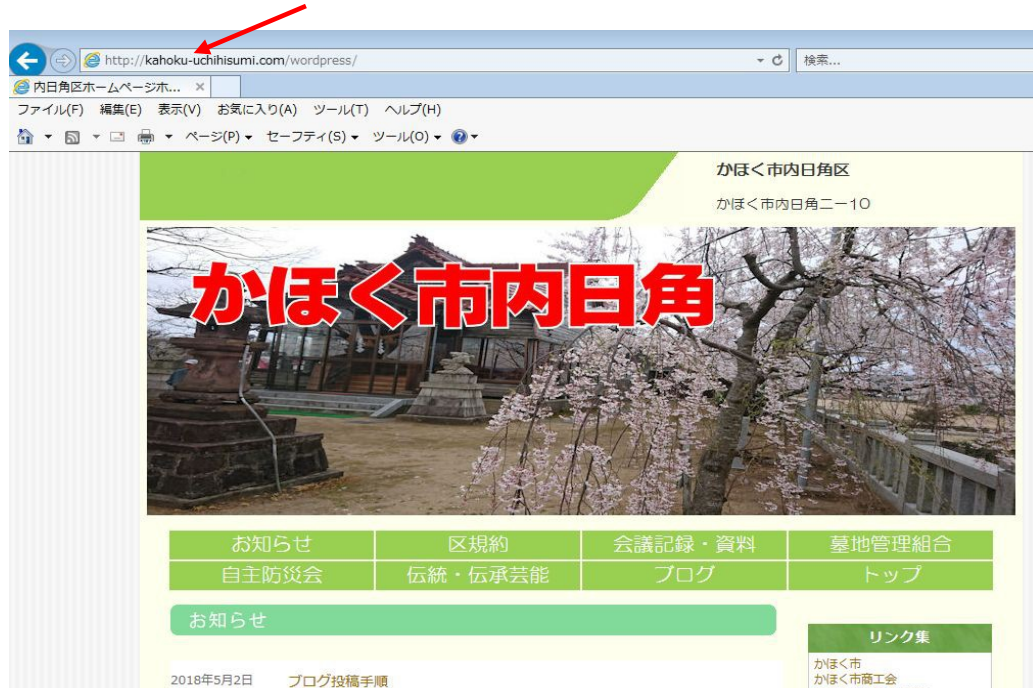 http://kahoku-uchihisumi.com/wordpress/
検索...
内日角区ホームページホ... ×
ファイル(F) 編集(E) 表示(V) お気に入り(A) ツール(T) ヘルプ(H)
ページ(P) セーフティ(S) ツール(O)
かほく市内日角区
かほく市内日角二ー10
かほく市内日角
お知らせ 区規約 会議記録・資料 墓地管理組合
自主防災会 伝統・伝承芸能 ブログ トップ
お知らせ
リンク集
かほく市
かほく市商工会
2018年5月2日 ブログ投稿手順